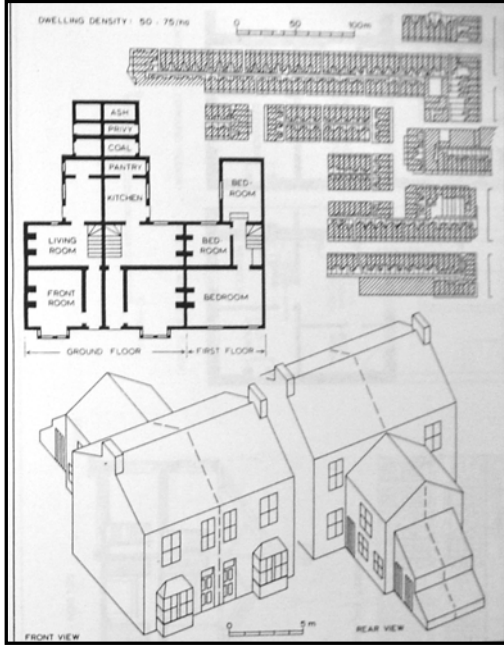 DWELLING DENSITY: 50 - 75/ha
0 50 100m
ASH
PRIVY
COAL
PANTRY
KITCHEN
BED-
ROOM
LIVING
ROOM
BED-
ROOM
FRONT
ROOM
BEDROOM
GROUND FLOOR
FIRST FLOOR
FRONT VIEW
0 5 m
REAR VIEW